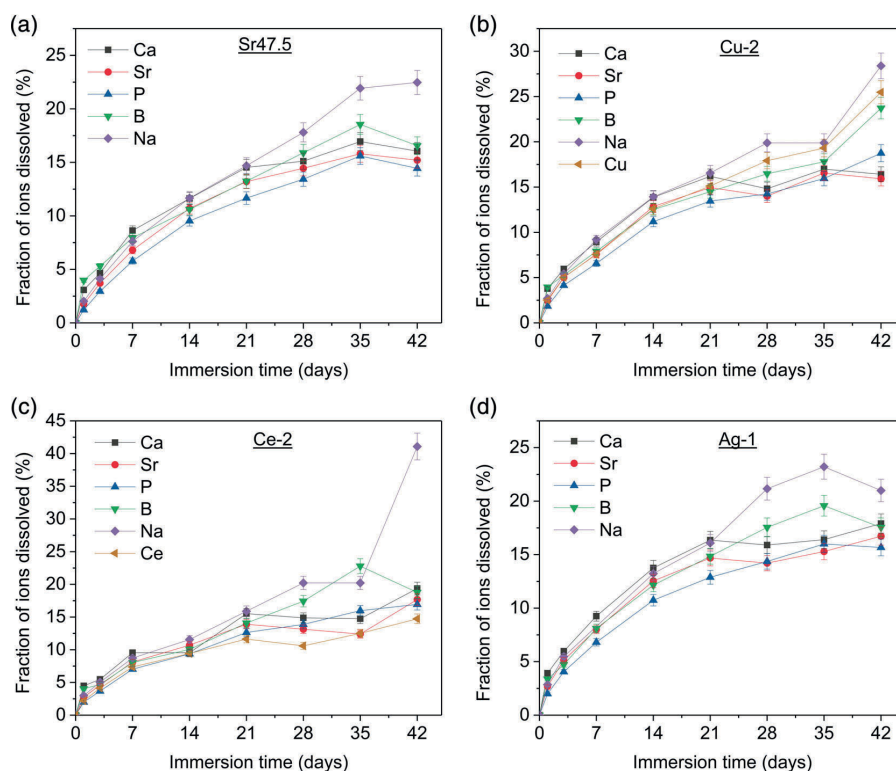 (a)
Sr47.5
Ca
Sr
P
B
Na
Fraction of ions dissolved (%)
25
20
15
10
5
0
0 7 14 21 28 35 42
Immersion time (days)
(b)
Cu-2
Ca
Sr
P
B
Na
Cu
Fraction of ions dissolved (%)
30
25
20
15
10
5
0
0 7 14 21 28 35 42
Immersion time (days)
(c)
Ce-2
Ca
Sr
P
B
Na
Ce
Fraction of ions dissolved (%)
45
40
35
30
25
20
15
10
5
0
0 7 14 21 28 35 42
Immersion time (days)
(d)
Ag-1
Ca
Sr
P
B
Na
Fraction of ions dissolved (%)
25
20
15
10
5
0
0 7 14 21 28 35 42
Immersion time (days)